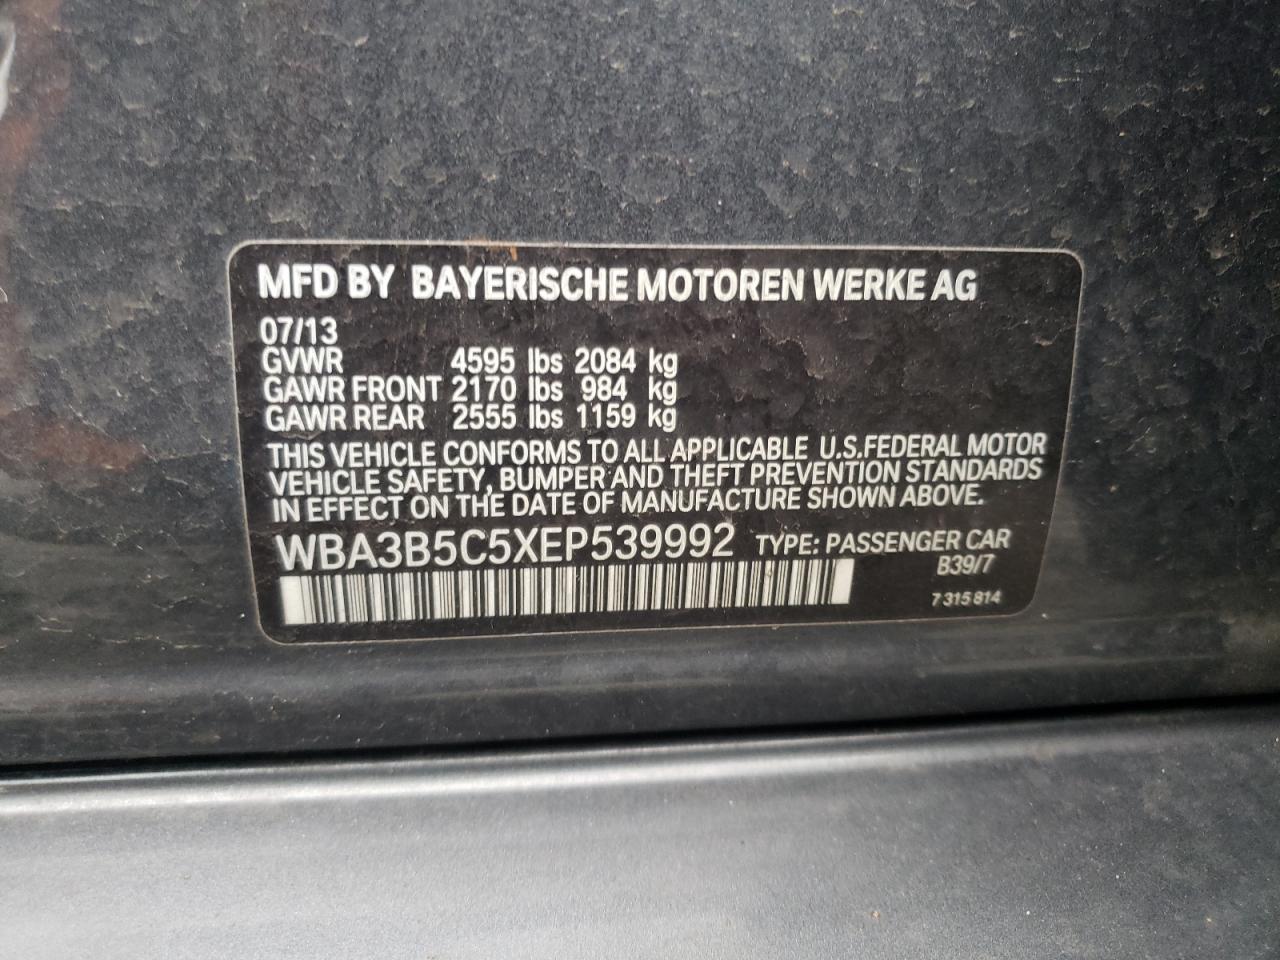 MFD BY BAYERISCHE MOTOREN WERKE AG
07/13
GVWR 4595 lbs 2084 kg
GAWR FRONT 2170 lbs 984 kg
GAWR REAR 2555 lbs 1159 kg
THIS VEHICLE CONFORMS TO ALL APPLICABLE U.S.FEDERAL MOTOR
VEHICLE SAFETY, BUMPER AND THEFT PREVENTION STANDARDS
IN EFFECT ON THE DATE OF MANUFACTURE SHOWN ABOVE.
WBA3B5C5XEP539992 TYPE: PASSENGER CAR
B39/7
7 315 814